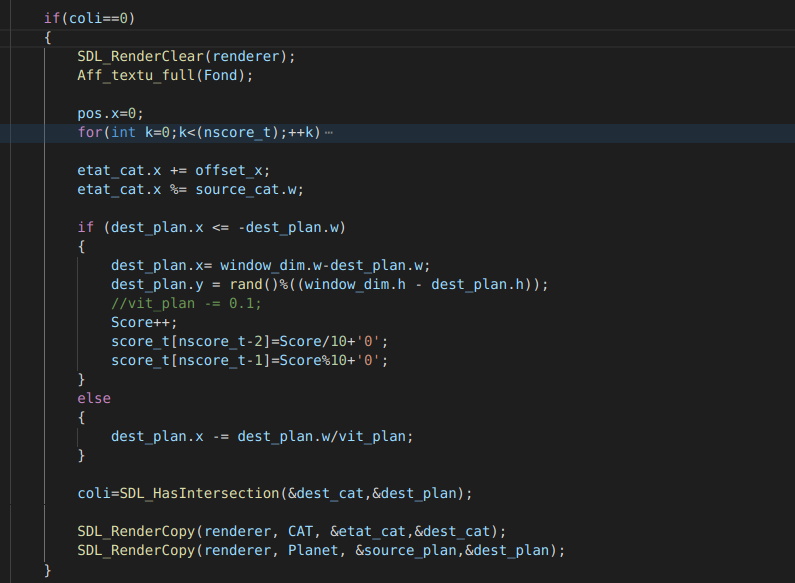 if(coli==0)
{
SDL_RenderClear(renderer);
Aff_textu_full(Fond);
pos.x=0;
for(int k=0;k<(nscore_t);++k) ⋯
etat_cat.x += offset_x;
etat_cat.x %= source_cat.w;
if (dest_plan.x <= -dest_plan.w)
{
dest_plan.x= window_dim.w-dest_plan.w;
dest_plan.y = rand()%((window_dim.h - dest_plan.h));
//vit_plan -= 0.1;
Score++;
score_t[nscore_t-2]=Score/10+'0';
score_t[nscore_t-1]=Score%10+'0';
}
else
{
dest_plan.x -= dest_plan.w/vit_plan;
}
coli=SDL_HasIntersection(&dest_cat,&dest_plan);
SDL_RenderCopy(renderer, CAT, &etat_cat,&dest_cat);
SDL_RenderCopy(renderer, Planet, &source_plan,&dest_plan);
}